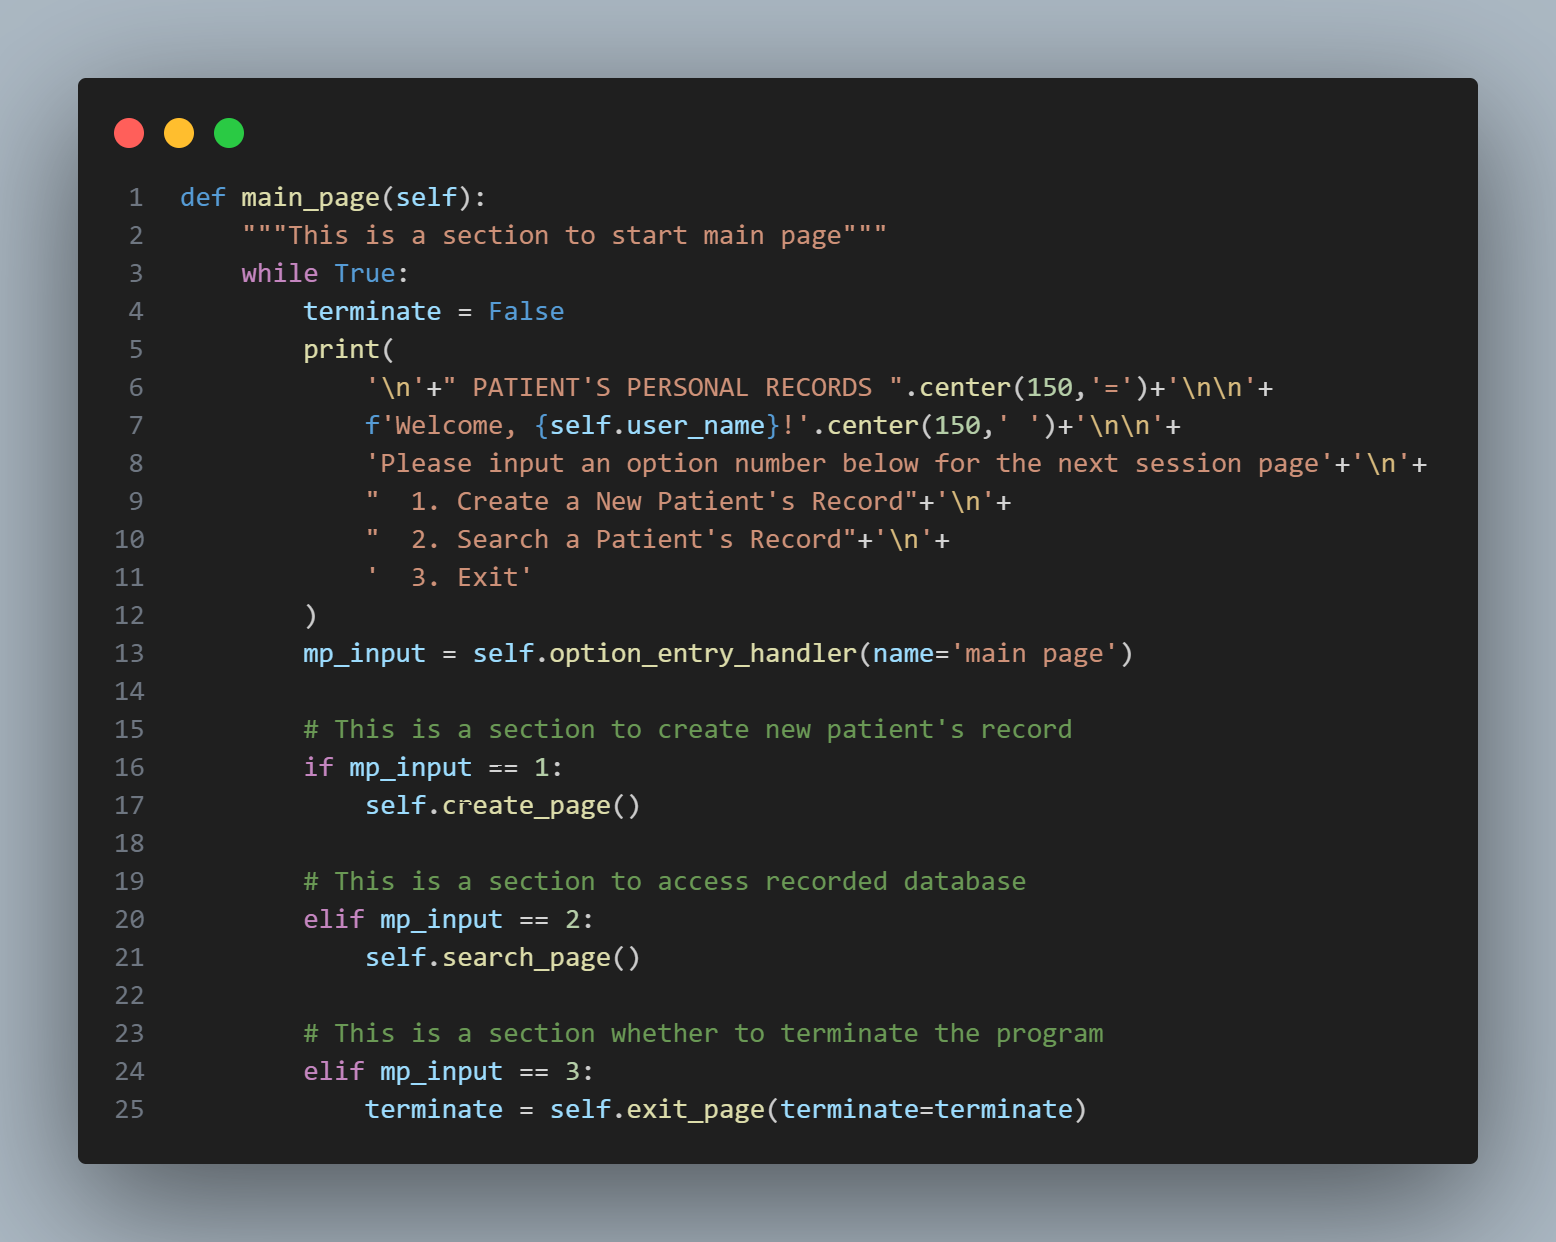 1 def main_page(self):
2     """This is a section to start main page"""
3     while True:
4         terminate = False
5         print(
6             '\n'+" PATIENT'S PERSONAL RECORDS ".center(150,'=')+'\n\n'+
7             f'Welcome, {self.user_name}!'.center(150,' ')+'\n\n'+
8             'Please input an option number below for the next session page'+'\n'+
9             "  1. Create a New Patient's Record"+'\n'+
10             "  2. Search a Patient's Record"+'\n'+
11             '  3. Exit'
12         )
13         mp_input = self.option_entry_handler(name='main page')
14
15         # This is a section to create new patient's record
16         if mp_input == 1:
17             self.create_page()
18
19         # This is a section to access recorded database
20         elif mp_input == 2:
21             self.search_page()
22
23         # This is a section whether to terminate the program
24         elif mp_input == 3:
25             terminate = self.exit_page(terminate=terminate)